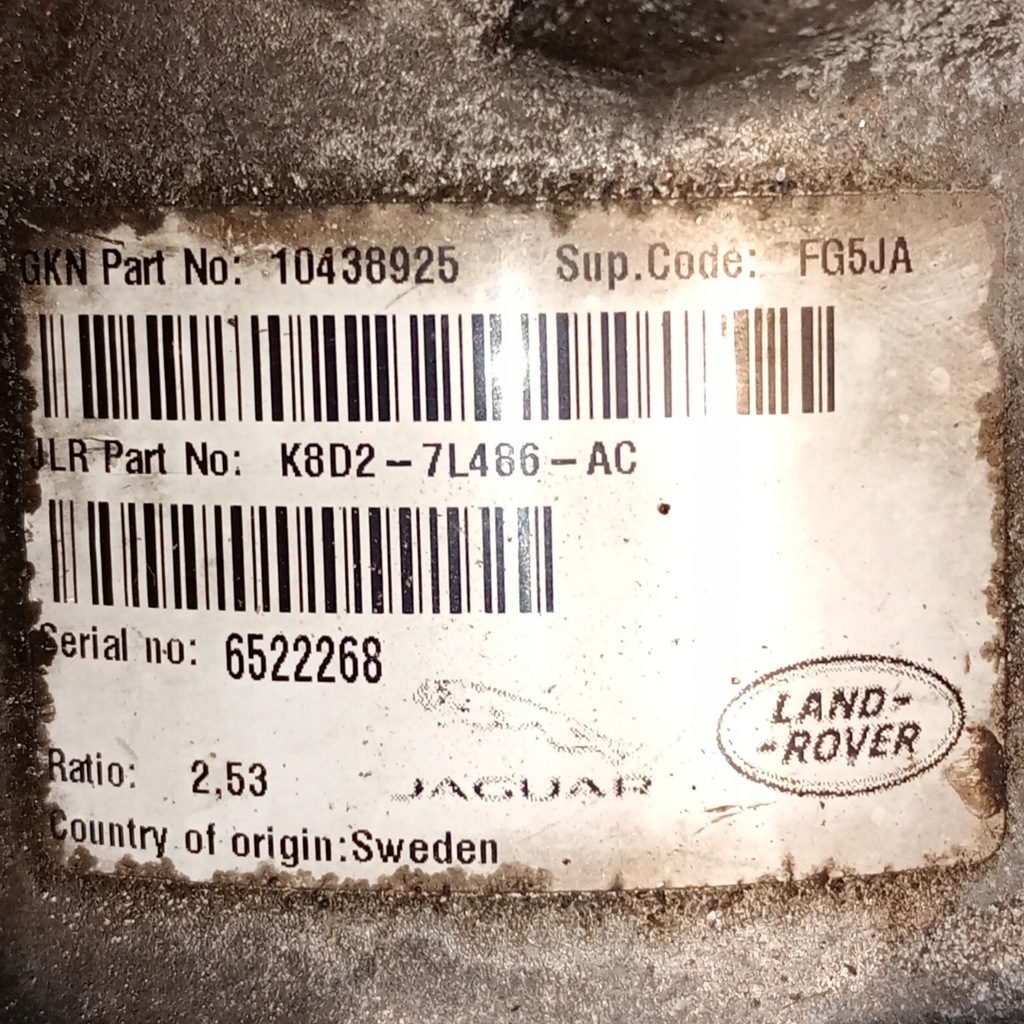 GKN Part No: 10438925 Sup.Code: FG5JA
JLR Part No: K8D2-7L486-AC
Serial no: 6522268
LAND-
-ROVER
Ratio: 2,53
JAGUAR
Country of origin:Sweden